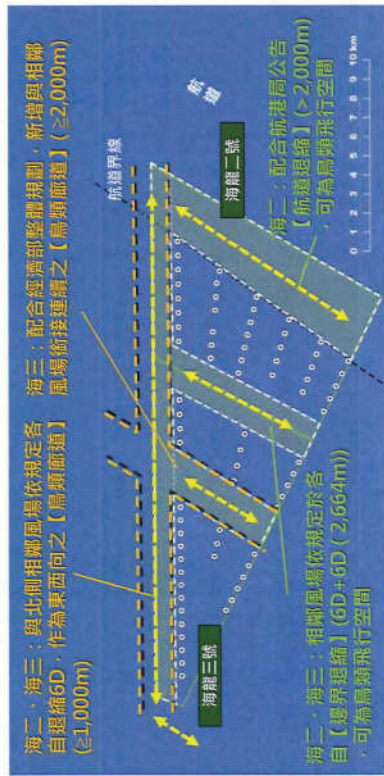 海二、海三：與北側相鄰風場依規定各
自退縮6D，作為東西向之【鳥類廊道】
(≥1,000m)
海三：配合經濟部整體規劃，新增與相鄰
風場銜接連續之【鳥類廊道】(≥2,000m)
航道界線
航道
海龍三號
海龍二號
海二、海三：相鄰風場依規定於各
自【邊界退縮】(6D+6D (2,664m))
，可為鳥類飛行空間
海二：配合航港局公告
【航道退縮】(>2,000m)
，可為鳥類飛行空間
0 1 2 3 4 5 6 7 8 9 10 km